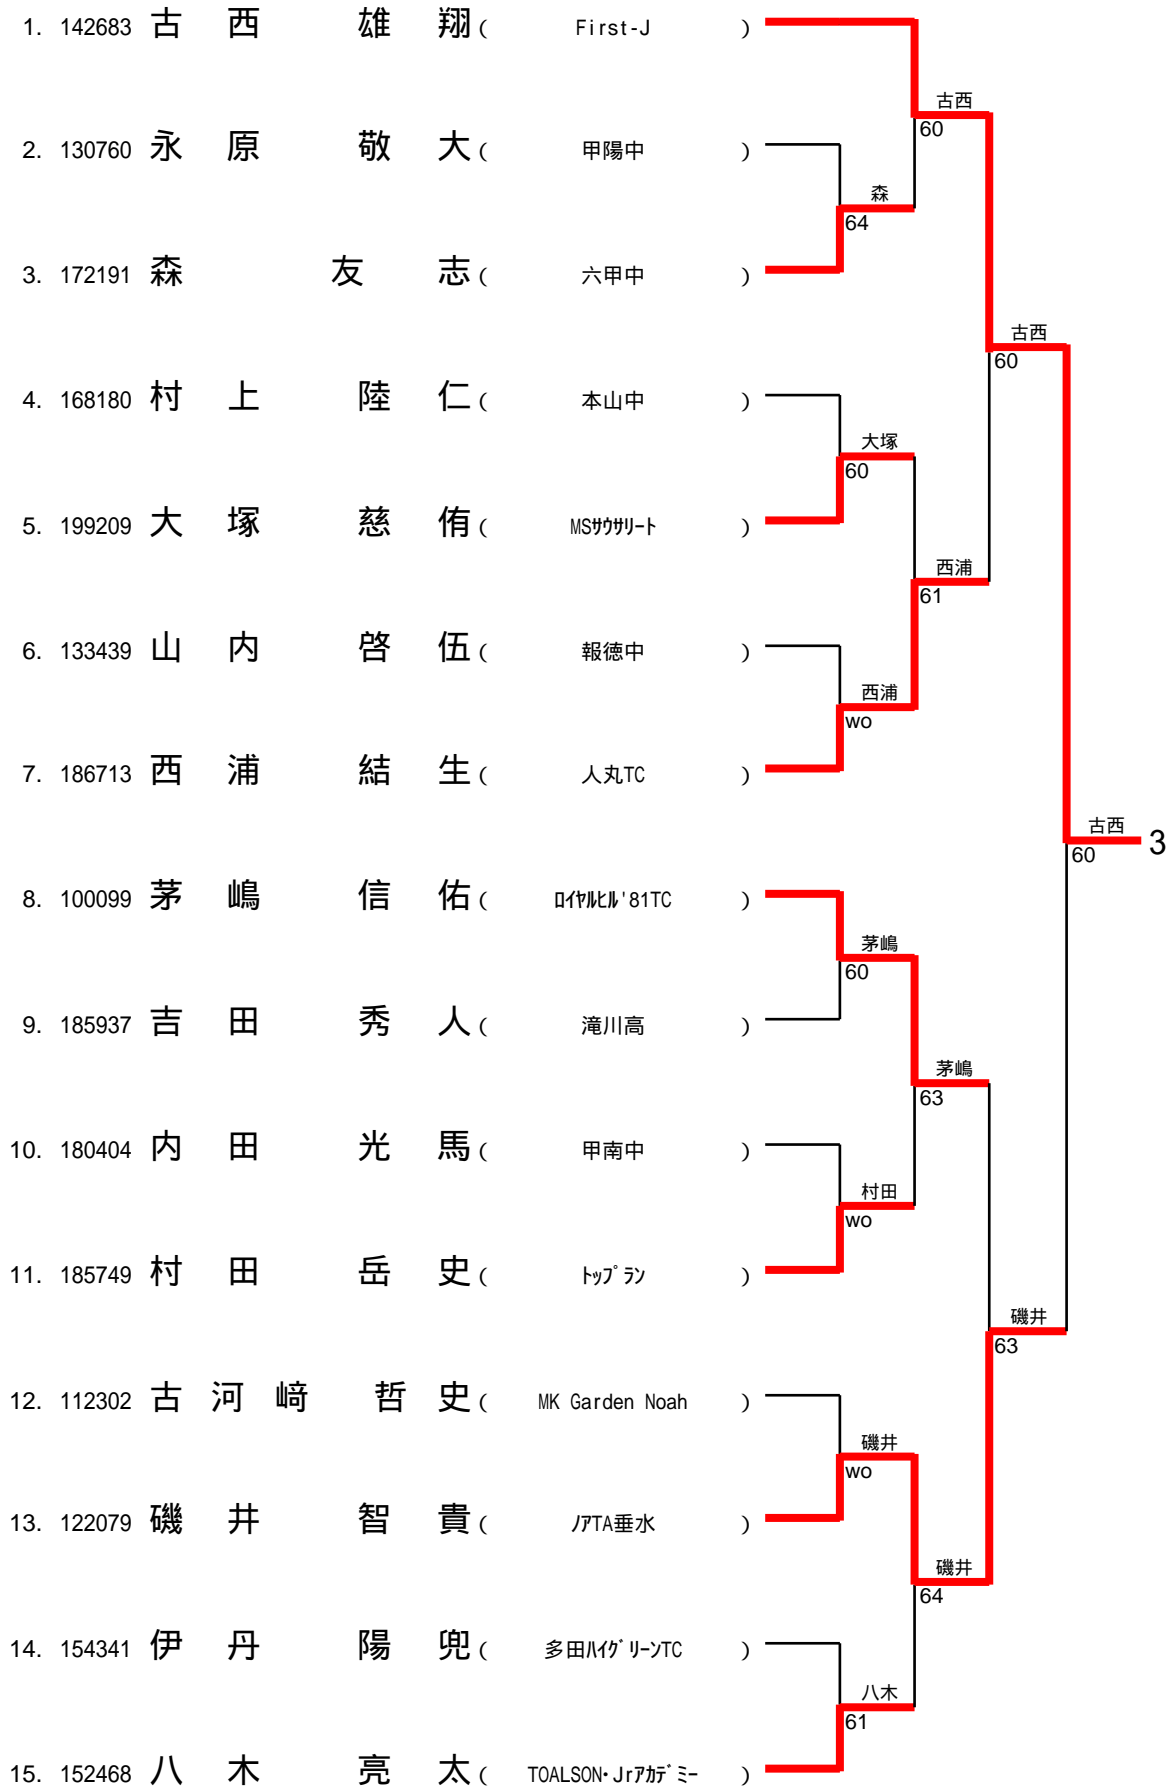 1. 142683 古 西 雄 翔 ( First-J )
古西
60
2. 130760 永 原 敬 大 ( 甲陽中 )
森
64
3. 172191 森 友 志 ( 六甲中 )
古西
60
4. 168180 村 上 陸 仁 ( 本山中 )
大塚
60
5. 199209 大 塚 慈 侑 ( MSサウサリート )
西浦
61
6. 133439 山 内 啓 伍 ( 報徳中 )
西浦
wo
7. 186713 西 浦 結 生 ( 人丸TC )
古西
60
3
8. 100099 茅 嶋 信 佑 ( ロイヤルヒル'81TC )
茅嶋
60
9. 185937 吉 田 秀 人 ( 滝川高 )
茅嶋
63
10. 180404 内 田 光 馬 ( 甲南中 )
村田
wo
11. 185749 村 田 岳 史 ( トップラン )
磯井
63
12. 112302 古 河 﨑 哲 史 ( MK Garden Noah )
磯井
wo
13. 122079 磯 井 智 貴 ( ノアTA垂水 )
磯井
64
14. 154341 伊 丹 陽 兜 ( 多田ハイグリーンTC )
八木
61
15. 152468 八 木 亮 太 ( TOALSON・Jrアカデミー )